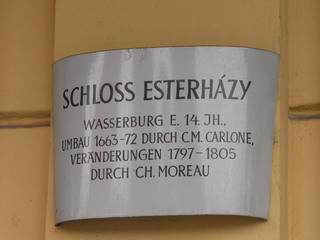 SCHLOSS ESTERHÁZY
WASSERBURG E. 14. JH.,
UMBAU 1663-72 DURCH C.M. CARLONE,
VERÄNDERUNGEN 1797-1805
DURCH CH. MOREAU